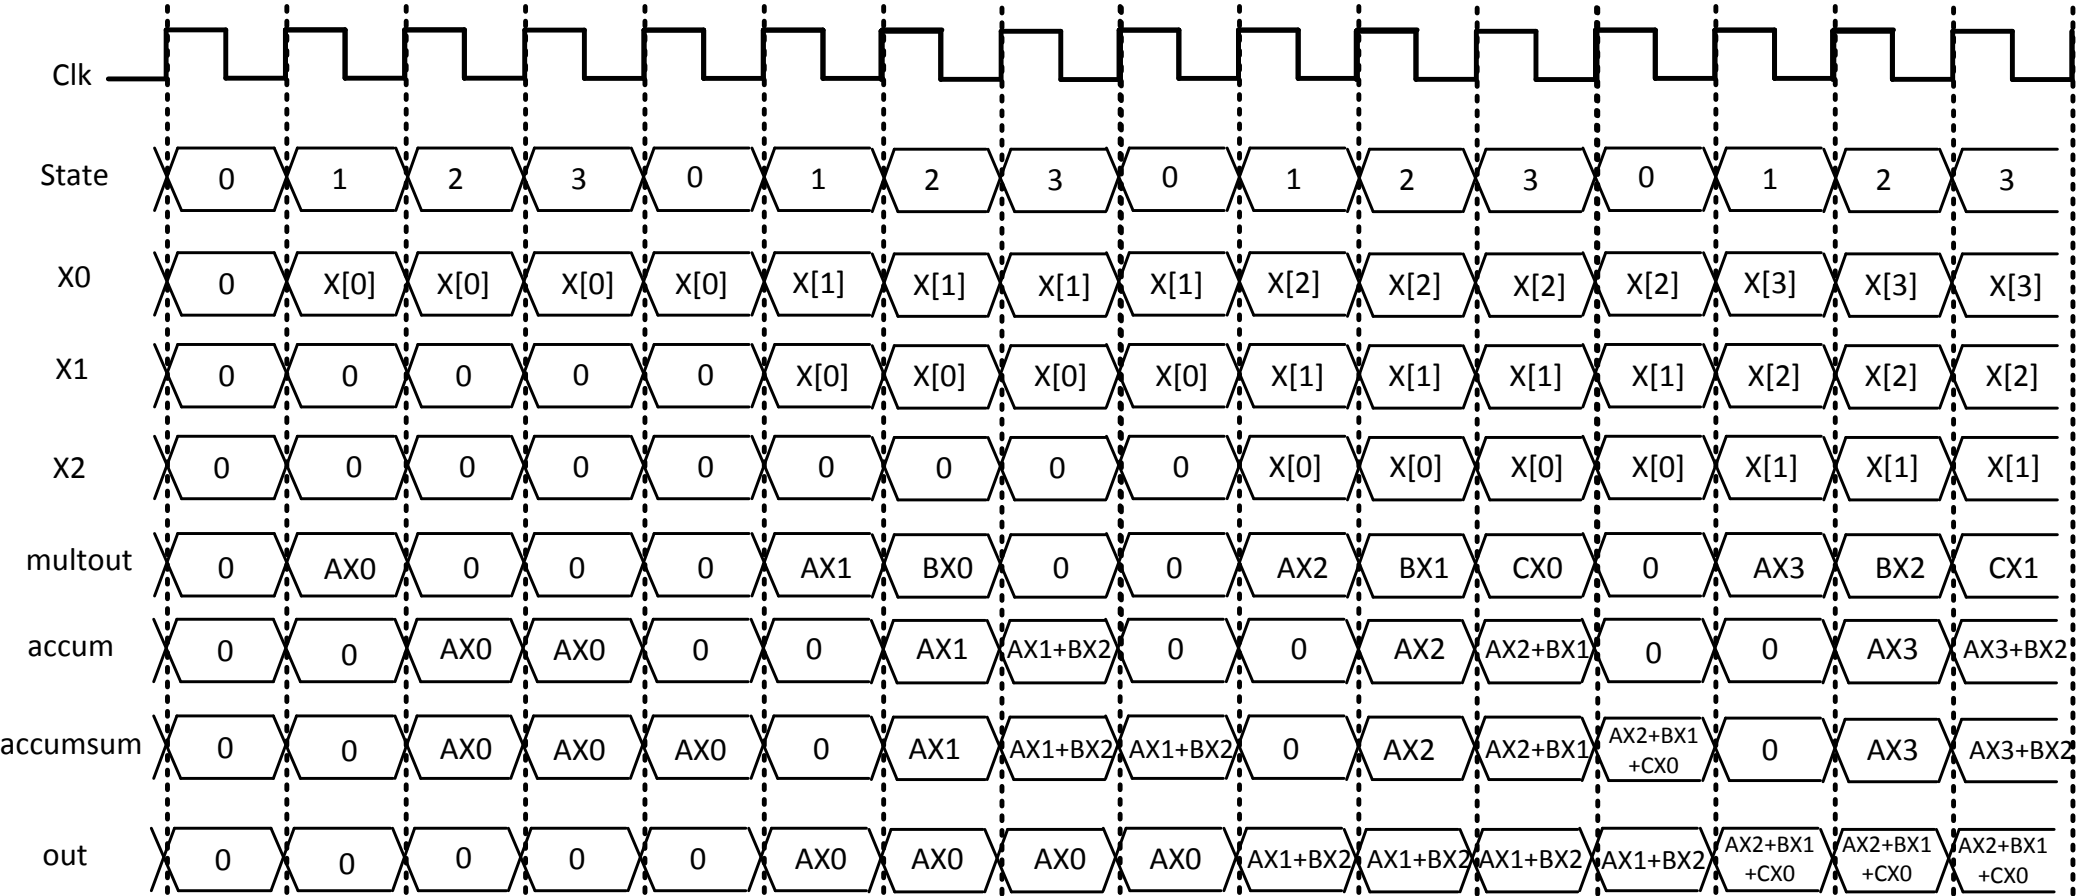 Clk
State 0 1 2 3 0 1 2 3 0 1 2 3 0 1 2 3
X0 0 X[0] X[0] X[0] X[0] X[1] X[1] X[1] X[1] X[2] X[2] X[2] X[2] X[3] X[3] X[3]
X1 0 0 0 0 0 X[0] X[0] X[0] X[0] X[1] X[1] X[1] X[1] X[2] X[2] X[2]
X2 0 0 0 0 0 0 0 0 0 X[0] X[0] X[0] X[0] X[1] X[1] X[1]
multout 0 AX0 0 0 0 AX1 BX0 0 0 AX2 BX1 CX0 0 AX3 BX2 CX1
accum 0 0 AX0 AX0 0 0 AX1 AX1+BX2 0 0 AX2 AX2+BX1 0 0 AX3 AX3+BX2
accumsum 0 0 AX0 AX0 AX0 0 AX1 AX1+BX2 AX1+BX2 0 AX2 AX2+BX1 AX2+BX1 +CX0 0 AX3 AX3+BX2
out 0 0 0 0 0 AX0 AX0 AX0 AX0 AX1+BX2 AX1+BX2 AX1+BX2 AX1+BX2 AX2+BX1 +CX0 AX2+BX1 +CX0 AX2+BX1 +CX0